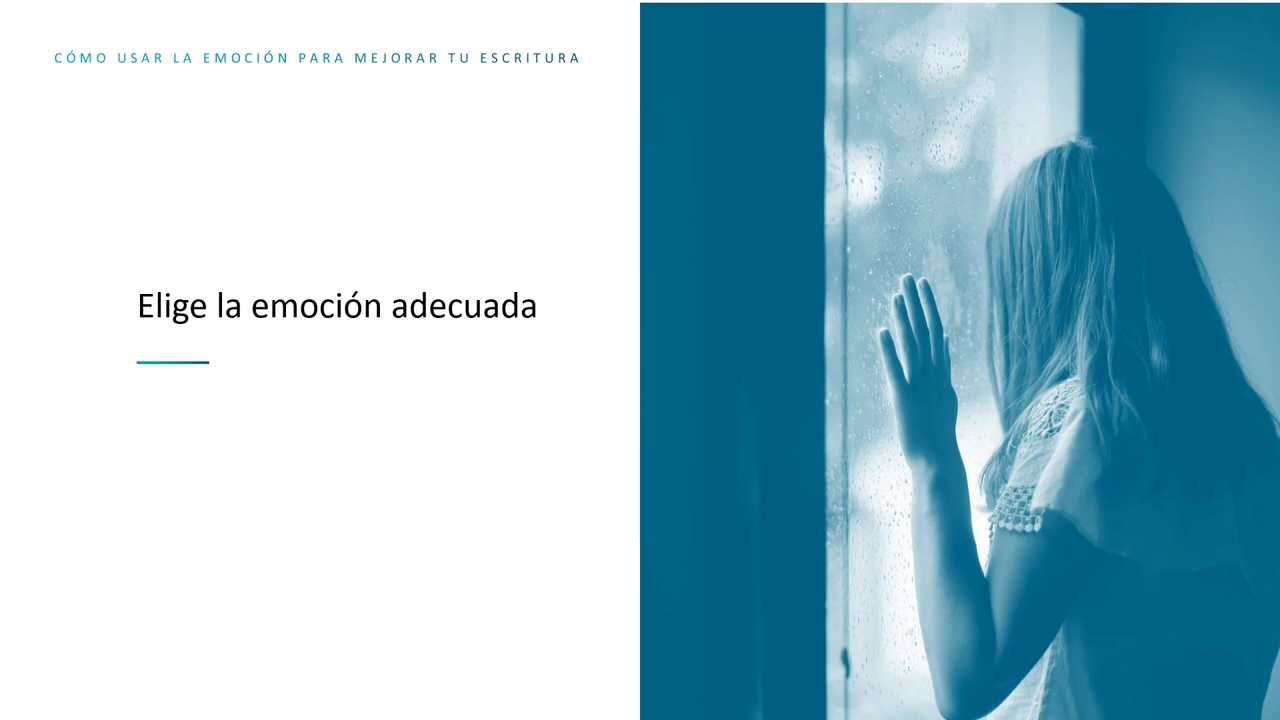 CÓMO USAR LA EMOCIÓN PARA MEJORAR TU ESCRITURA
Elige la emoción adecuada